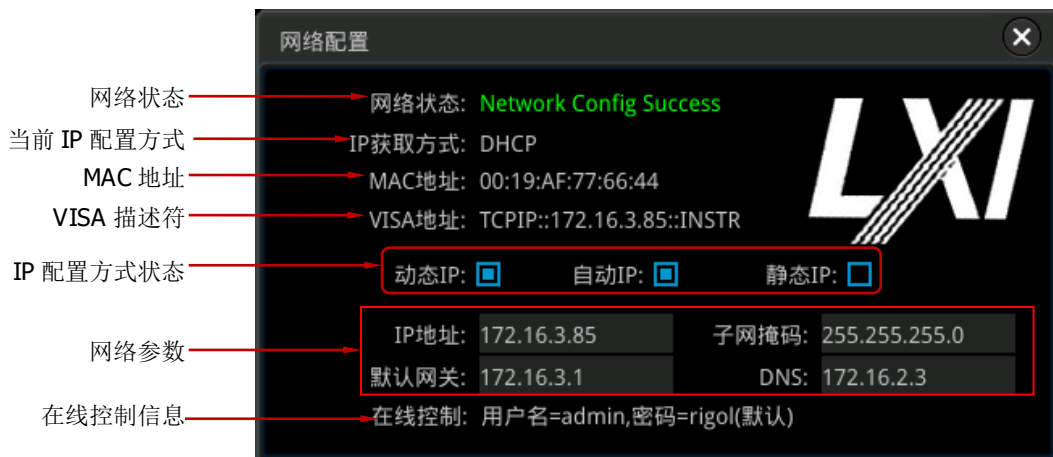 网络配置
网络状态 网络状态: Network Config Success
LXI
当前 IP 配置方式 IP获取方式: DHCP
MAC 地址 MAC地址: 00:19:AF:77:66:44
VISA 描述符 VISA地址: TCPIP::172.16.3.85::INSTR
IP 配置方式状态 动态IP: 自动IP: 静态IP:
IP地址: 172.16.3.85 子网掩码: 255.255.255.0
网络参数
默认网关: 172.16.3.1 DNS: 172.16.2.3
在线控制信息 在线控制: 用户名=admin,密码=rigol(默认)